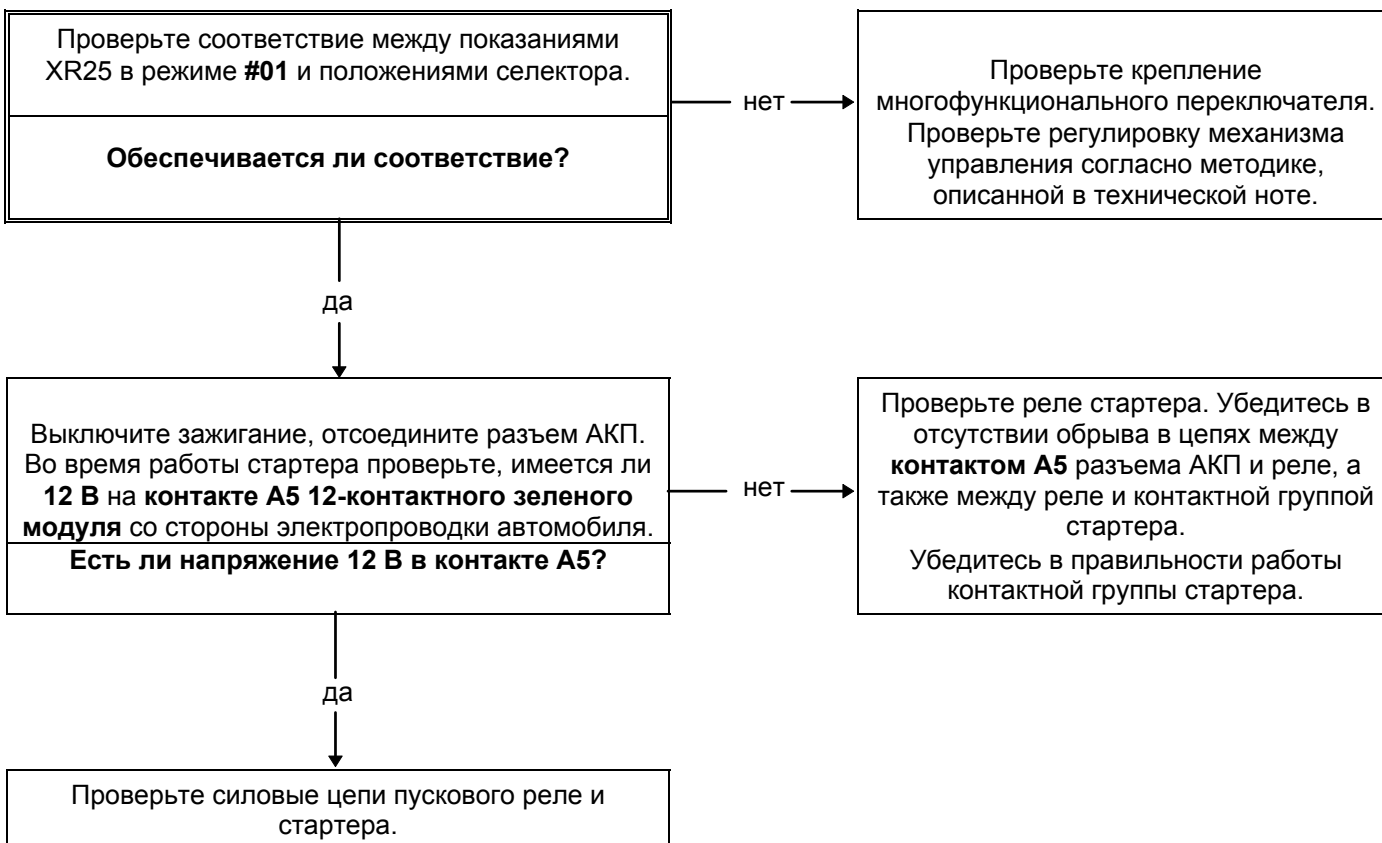 Проверьте соответствие между показаниями
XR25 в режиме #01 и положениями селектора.
Обеспечивается ли соответствие?
нет
Проверьте крепление
многофункционального переключателя.
Проверьте регулировку механизма
управления согласно методике,
описанной в технической ноте.
да
Выключите зажигание, отсоедините разъем АКП.
Во время работы стартера проверьте, имеется ли
12 В на контакте А5 12-контактного зеленого
модуля со стороны электропроводки автомобиля.
Есть ли напряжение 12 В в контакте А5?
нет
Проверьте реле стартера. Убедитесь в
отсутствии обрыва в цепях между
контактом А5 разъема АКП и реле, а
также между реле и контактной группой
стартера.
Убедитесь в правильности работы
контактной группы стартера.
да
Проверьте силовые цепи пускового реле и
стартера.